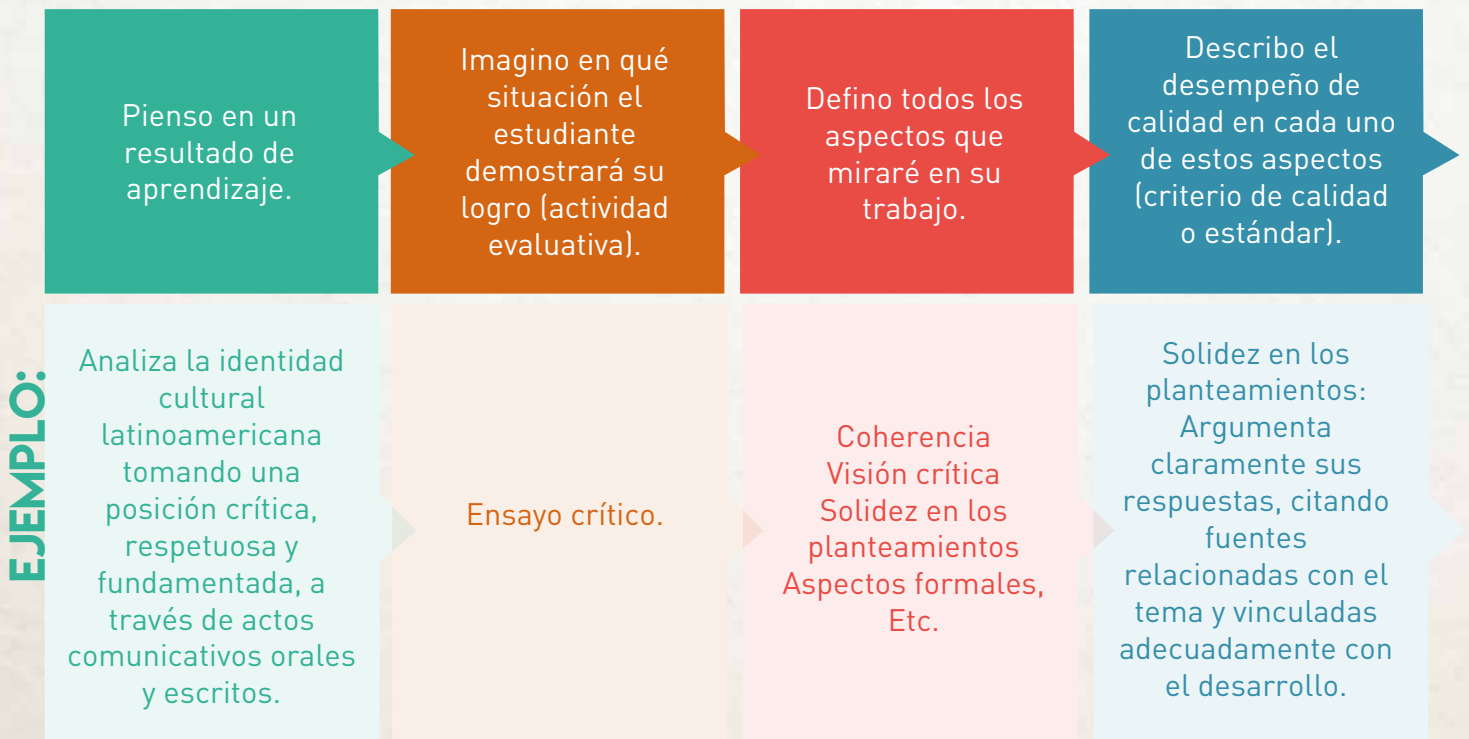 Pienso en un
resultado de
aprendizaje.
Imagino en qué
situación el
estudiante
demostrará su
logro (actividad
evaluativa).
Defino todos los
aspectos que
miraré en su
trabajo.
Describo el
desempeño de
calidad en cada uno
de estos aspectos
(criterio de calidad
o estándar).
EJEMPLO:
Analiza la identidad
cultural
latinoamericana
tomando una
posición crítica,
respetuosa y
fundamentada, a
través de actos
comunicativos orales
y escritos.
Ensayo crítico.
Coherencia
Visión crítica
Solidez en los
planteamientos
Aspectos formales,
Etc.
Solidez en los
planteamientos:
Argumenta
claramente sus
respuestas, citando
fuentes
relacionadas con el
tema y vinculadas
adecuadamente con
el desarrollo.